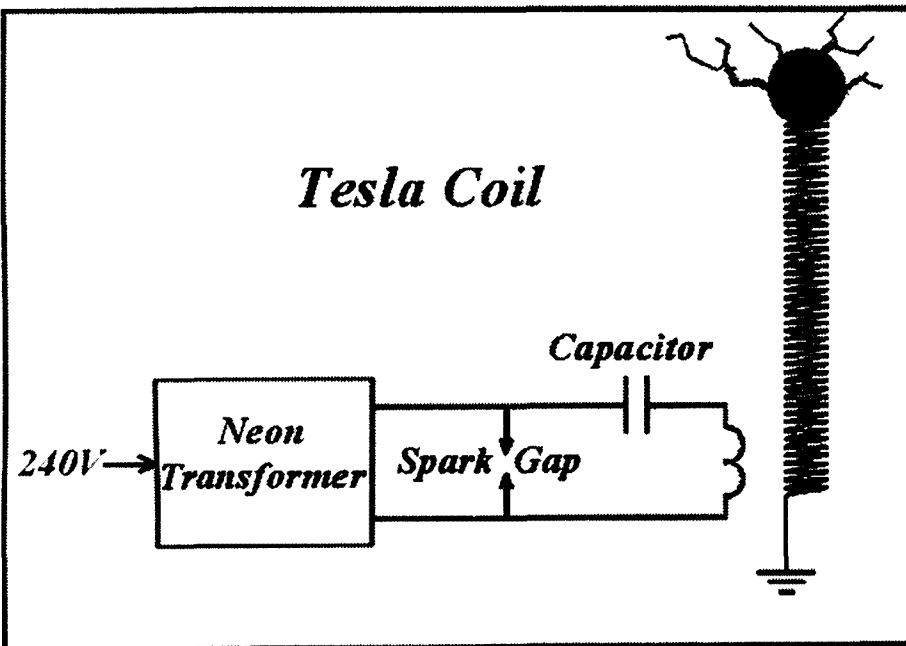 Tesla Coil
Capacitor
Neon
Transformer
240V
Spark Gap